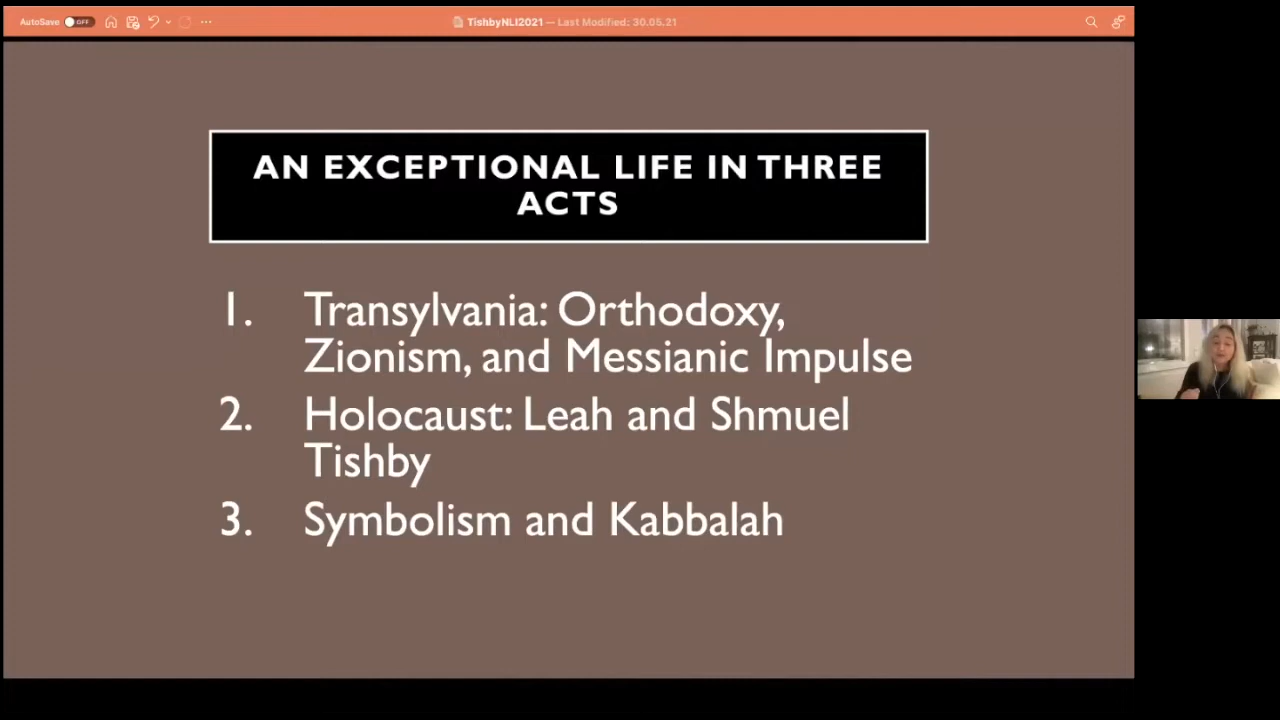 AutoSave OFF
TishbyNLI2021 — Last Modified: 30.05.21
AN EXCEPTIONAL LIFE IN THREE
ACTS
1. Transylvania: Orthodoxy,
Zionism, and Messianic Impulse
2. Holocaust: Leah and Shmuel
Tishby
3. Symbolism and Kabbalah